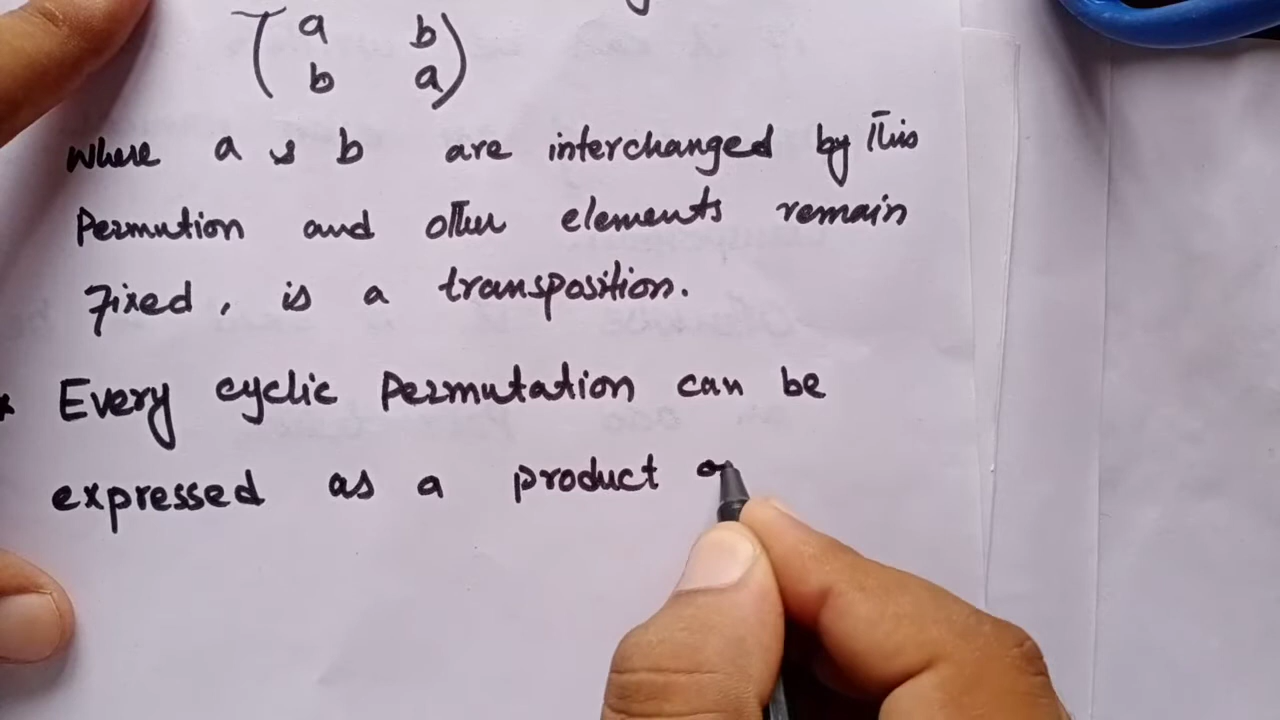 ( a b
b a )
where a & b are interchanged by this
Permution and other elements remain
fixed, is a transposition.
* Every cyclic Permutation can be
expressed as a product o